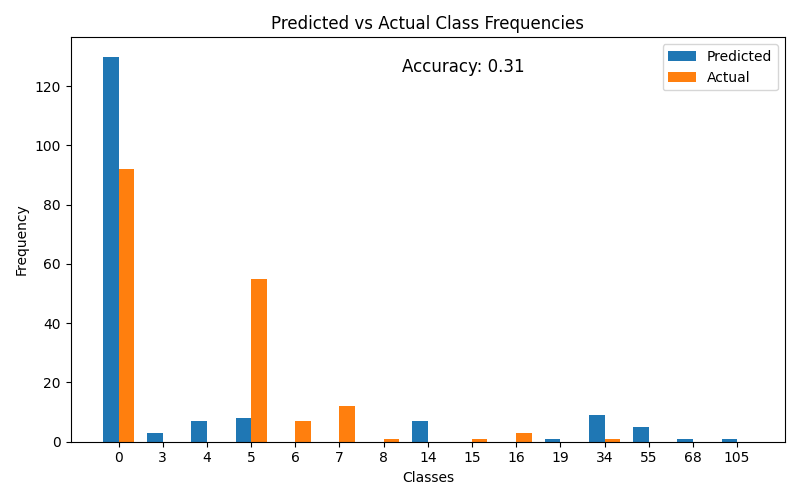 Predicted vs Actual Class Frequencies
Accuracy: 0.31
Predicted
Actual
Frequency
120
100
80
60
40
20
0
0 3 4 5 6 7 8 14 15 16 19 34 55 68 105
Classes